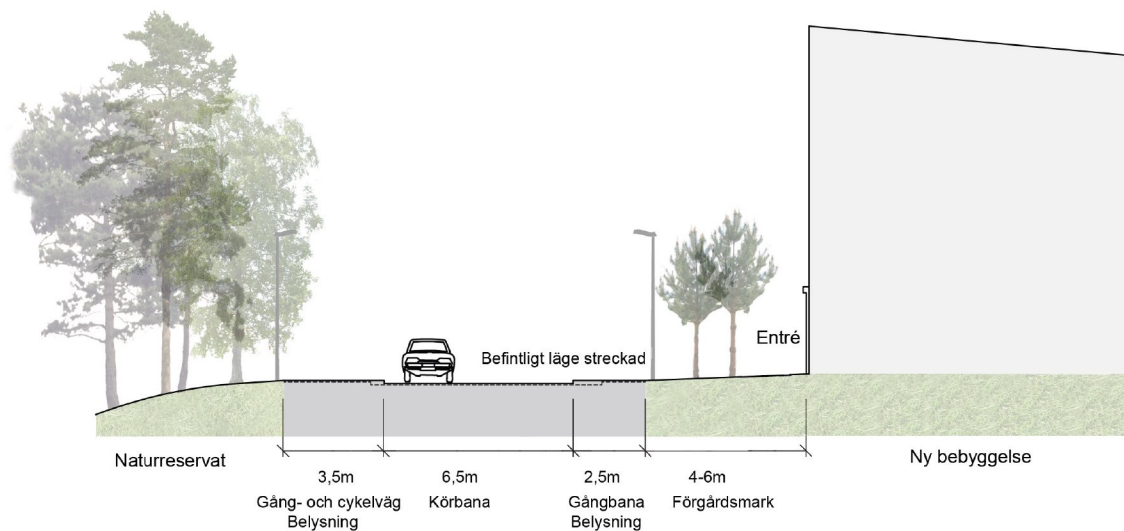 Befintligt läge streckad
Entré
Naturreservat
Ny bebyggelse
3,5m
Gång- och cykelväg
Belysning
6,5m
Körbana
2,5m
Gångbana
Belysning
4-6m
Förgårdsmark